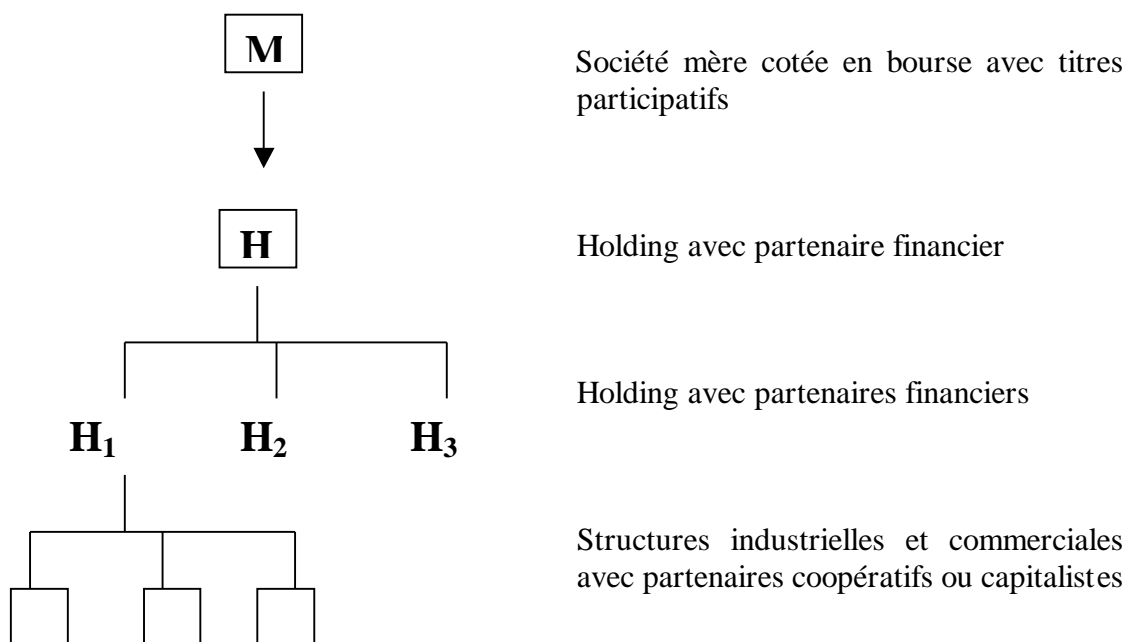 M
Société mère cotée en bourse avec titres
participatifs
H
Holding avec partenaire financier
Holding avec partenaires financiers
H₁ H₂ H₃
Structures industrielles et commerciales
avec partenaires coopératifs ou capitalistes